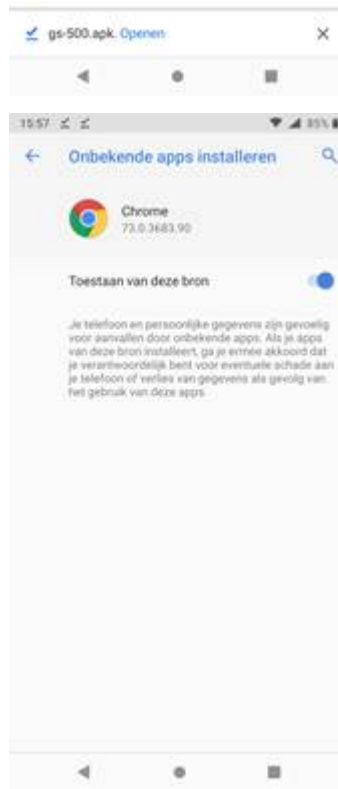 gs-500.apk. Openen
15:57 85%
Onbekende apps installeren
Chrome
73.0.3683.90
Toestaan van deze bron
Je telefoon en persoonlijke gegevens zijn gevoelig
voor aanvallen door onbekende apps. Als je apps
van deze bron installeert, ga je ermee akkoord dat
je verantwoordelijk bent voor eventuele schade aan
je telefoon of verlies van gegevens als gevolg van
het gebruik van deze apps.